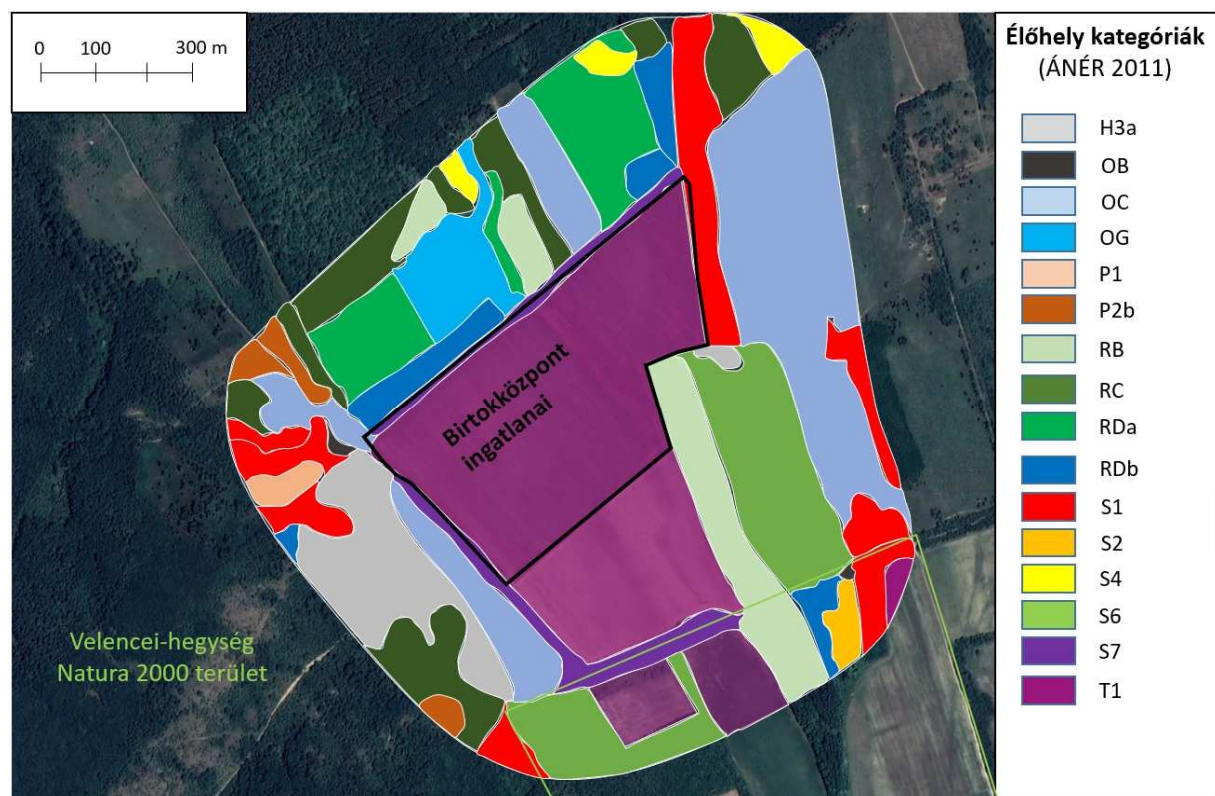 0 100 300 m
Élőhely kategóriák
(ÁNÉR 2011)
H3a
OB
OC
OG
P1
P2b
RB
RC
RDa
RDb
S1
S2
S4
S6
S7
T1
Birtokközpont
ingatlanai
Velencei-hegység
Natura 2000 terület